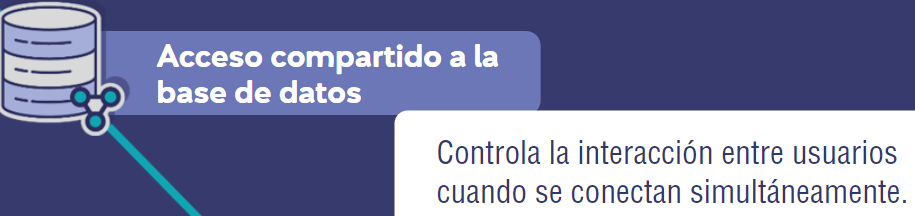 Acceso compartido a la
base de datos
Controla la interacción entre usuarios
cuando se conectan simultáneamente.